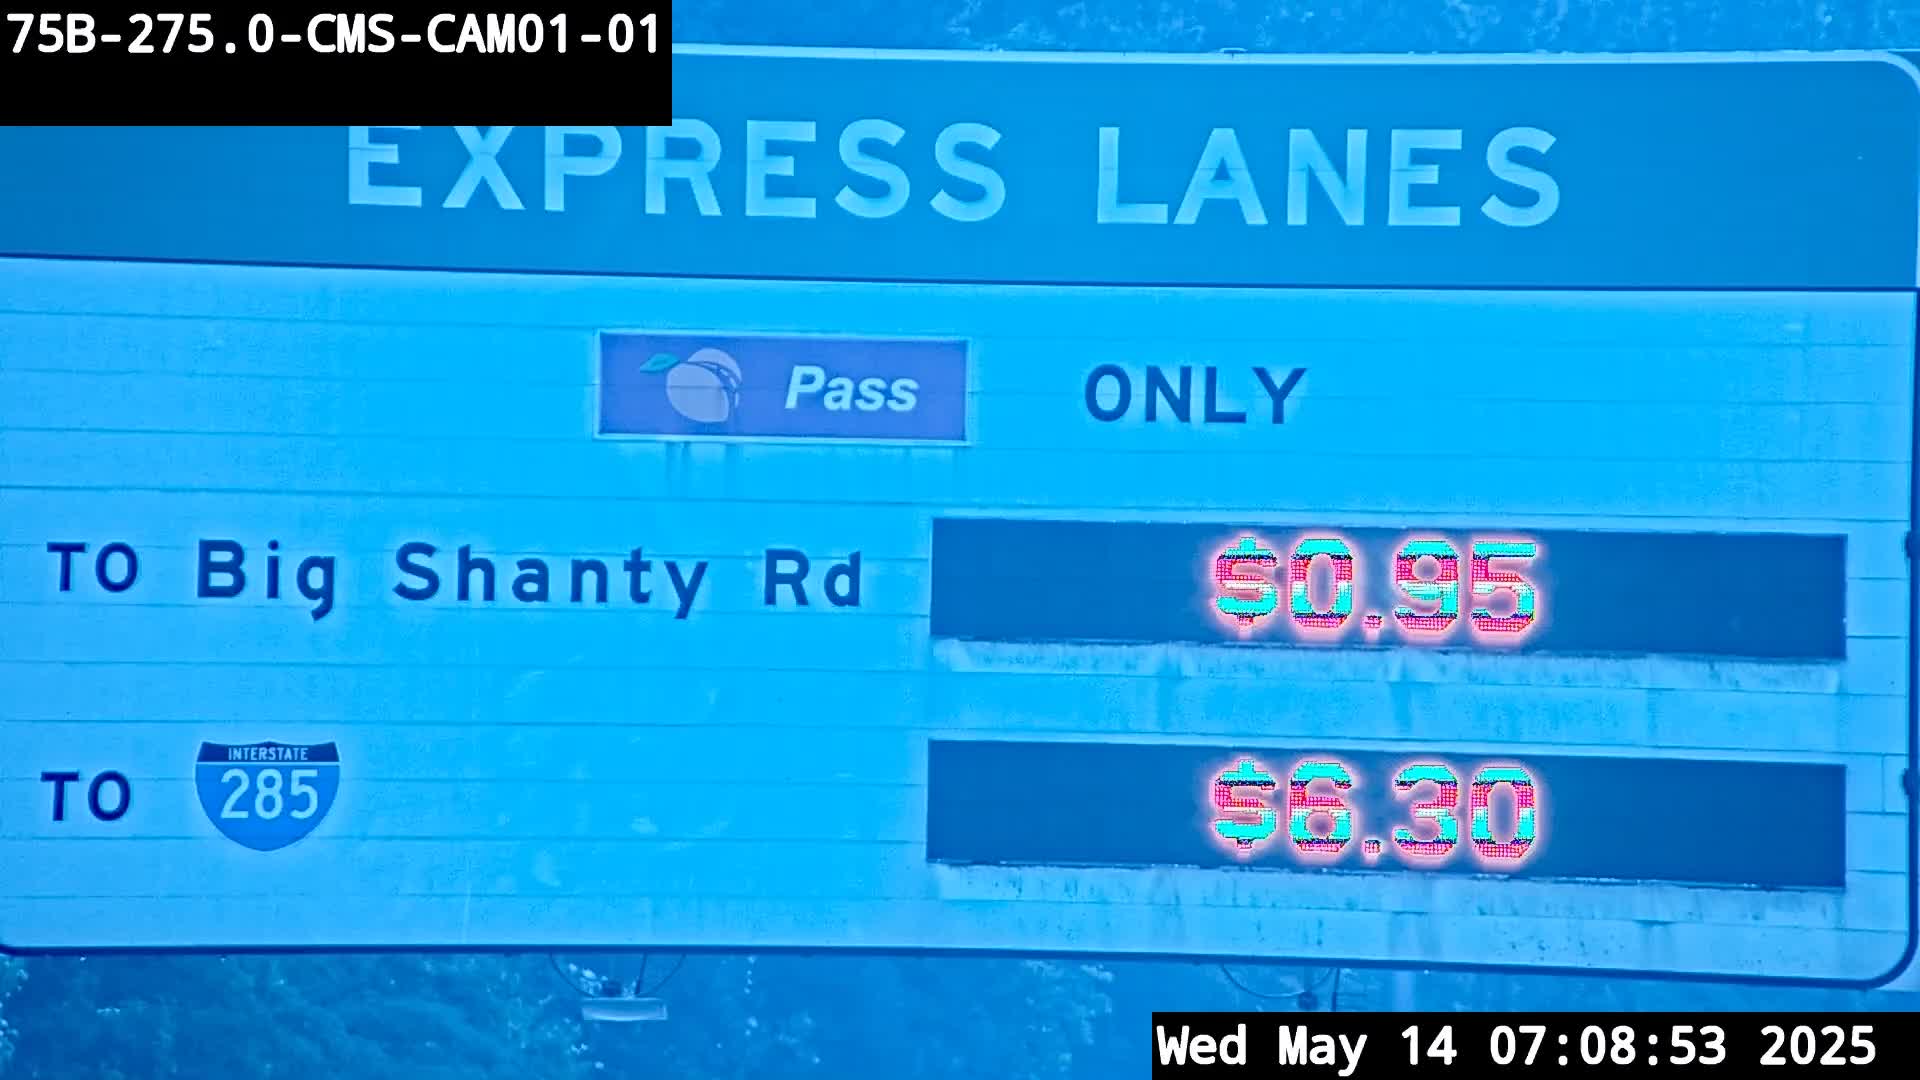 75B-275.0-CMS-CAM01-01
EXPRESS LANES
Pass ONLY
TO Big Shanty Rd $0.95
INTERSTATE
TO 285 $6.30
Wed May 14 07:08:53 2025